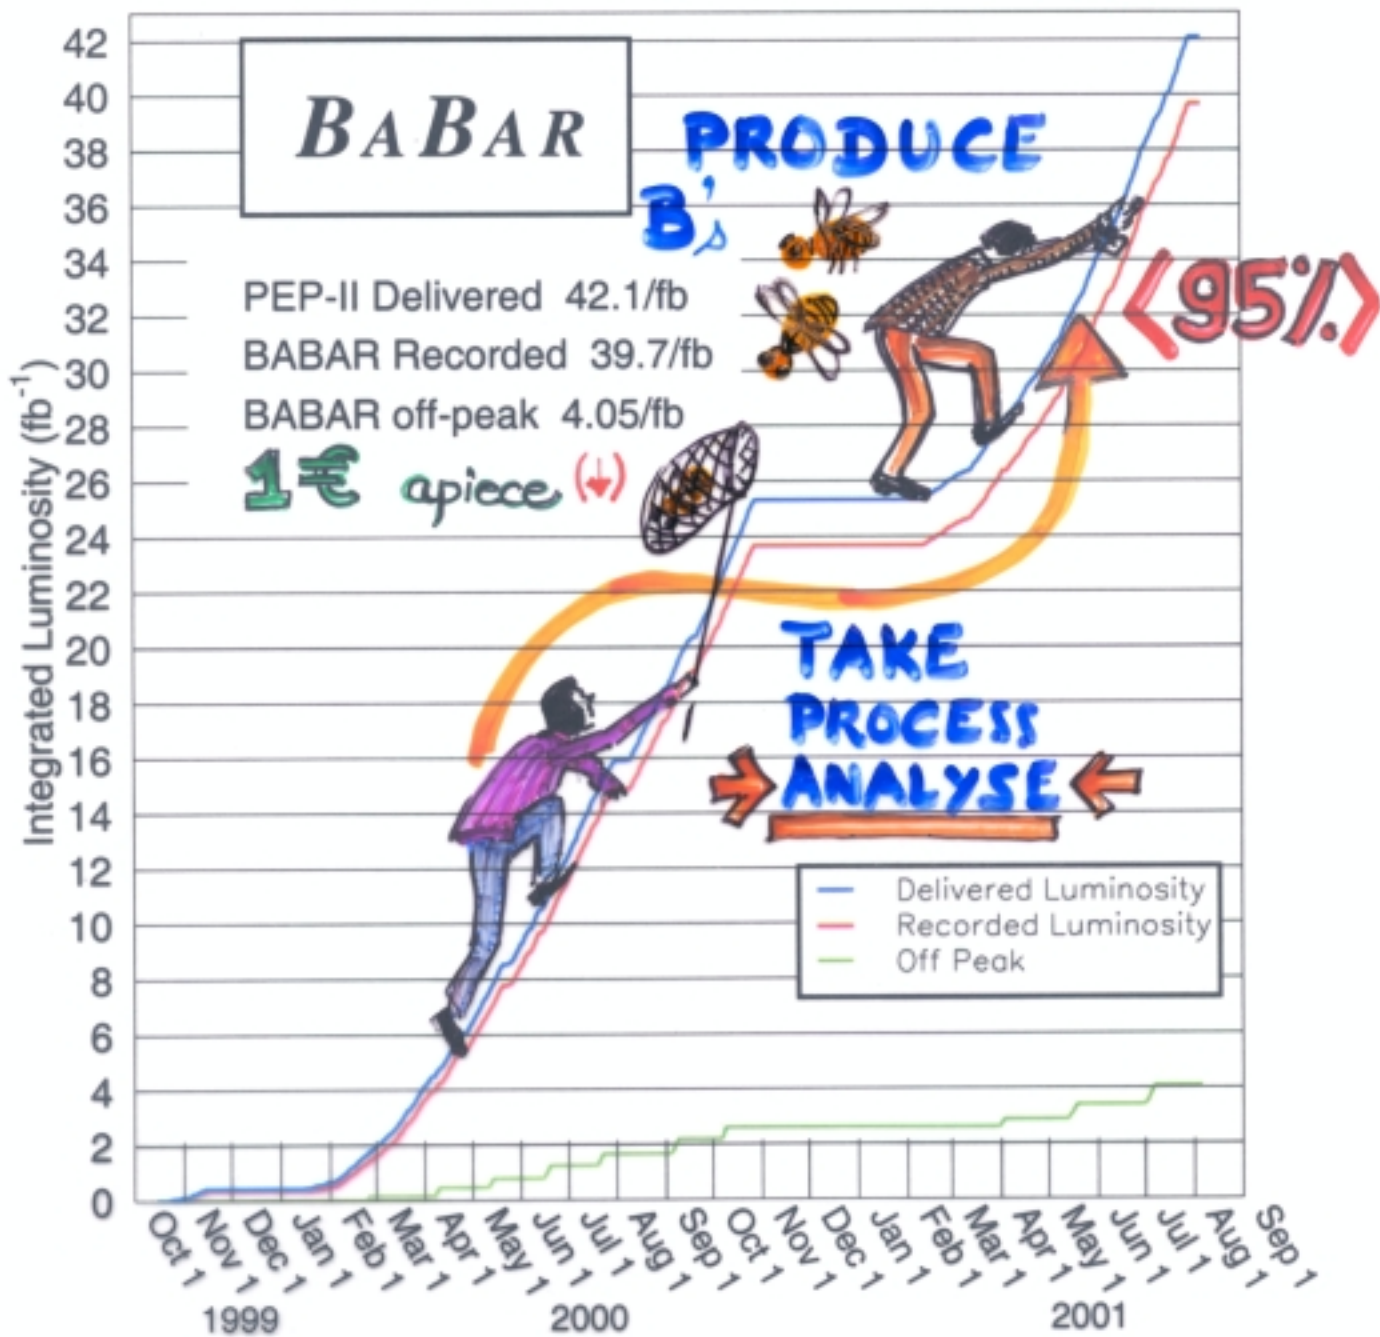 BABAR
PRODUCE
B's
PEP-II Delivered 42.1/fb
BABAR Recorded 39.7/fb
BABAR off-peak 4.05/fb
1€ apiece (↓)
<95%>
TAKE
PROCESS
ANALYSE
Delivered Luminosity
Recorded Luminosity
Off Peak
Integrated Luminosity (fb-1)
42
40
38
36
34
32
30
28
26
24
22
20
18
16
14
12
10
8
6
4
2
0
Oct 1 Nov 1 Dec 1 Jan 1 Feb 1 Mar 1 Apr 1 May 1 Jun 1 Jul 1 Aug 1 Sep 1 Oct 1 Nov 1 Dec 1 Jan 1 Feb 1 Mar 1 Apr 1 May 1 Jun 1 Jul 1 Aug 1 Sep 1
1999 2000 2001